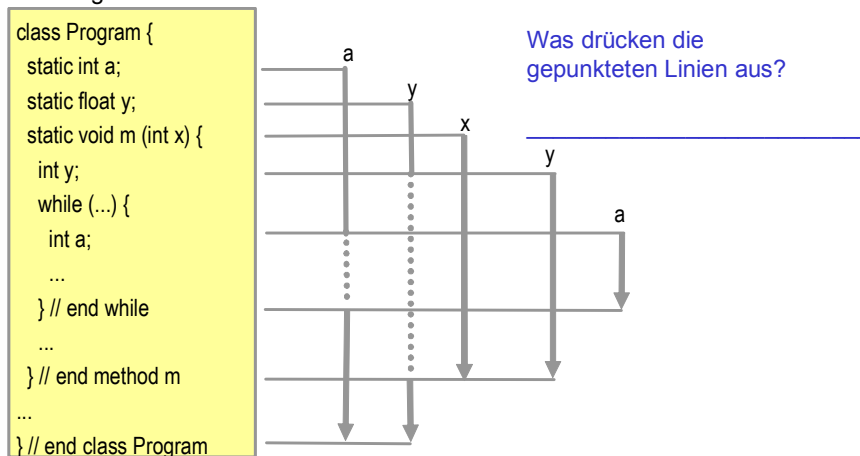 class Program {
static int a;
static float y;
static void m (int x) {
int y;
while (...) {
int a;
...
} // end while
...
} // end method m
...
} // end class Program
a
y
x
y
a
Was drücken die
gepunkteten Linien aus?